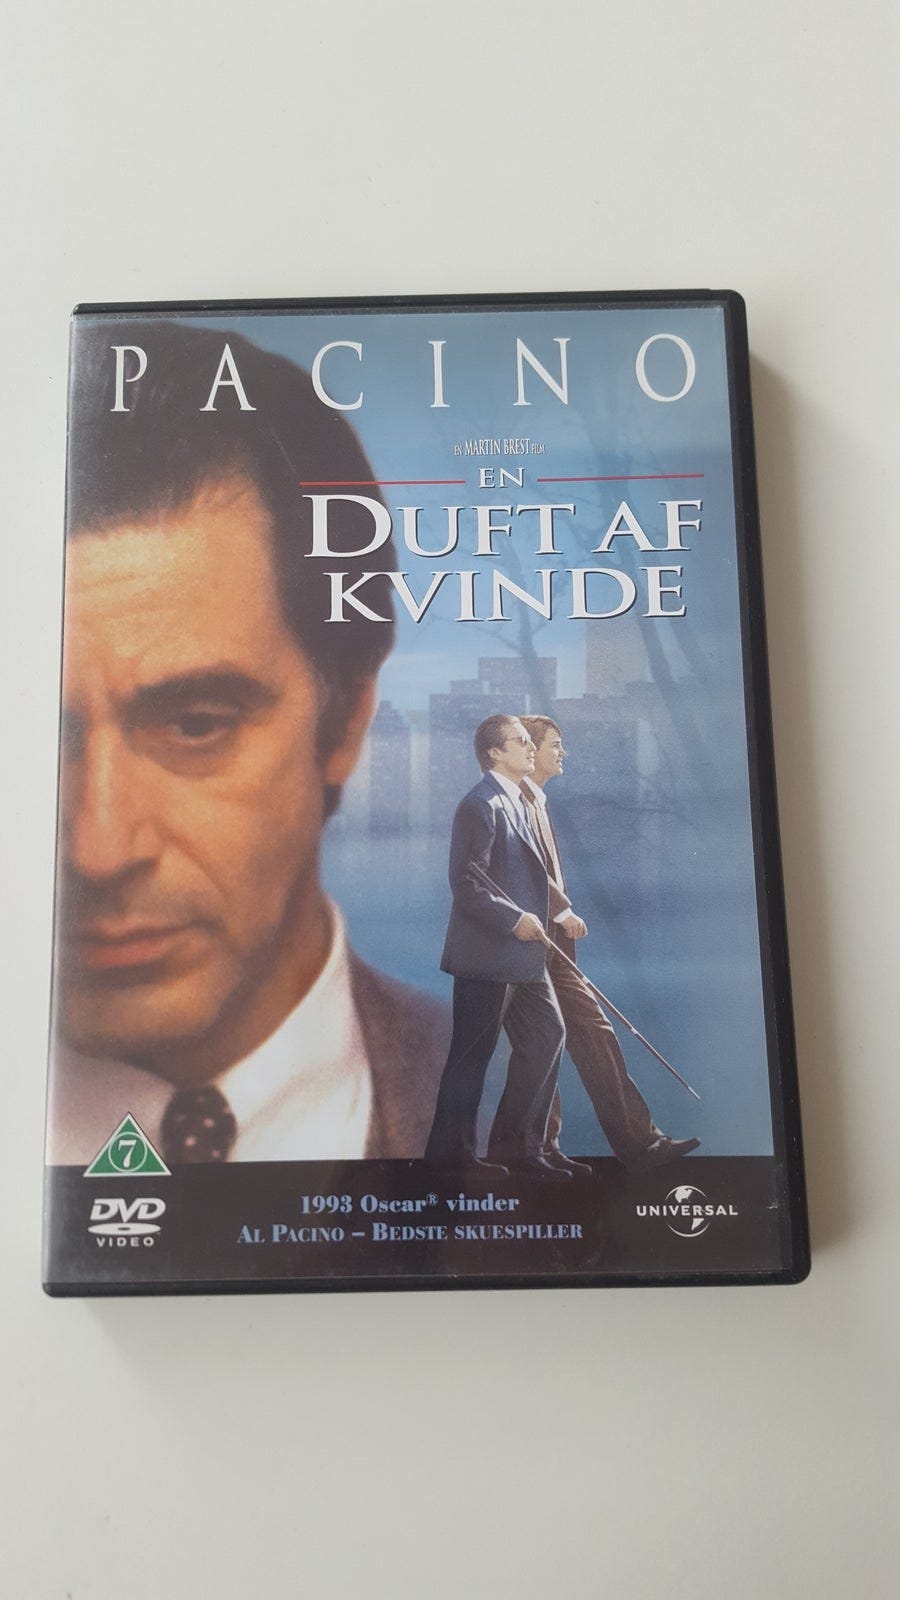 PACINO
EN MARTIN BREST FILM
EN
DUFT AF
KVINDE
7
DVD
VIDEO
1993 Oscar® vinder
AL PACINO – BEDSTE SKUESPILLER
UNIVERSAL